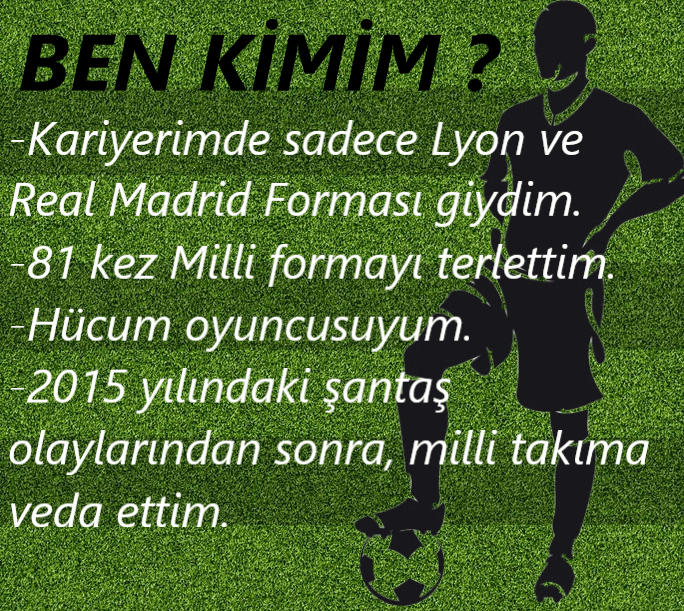 BEN KİMİM ?
-Kariyerimde sadece Lyon ve
Real Madrid Forması giydim.
-81 kez Milli formayı terlettim.
-Hücum oyuncusuyum.
-2015 yılındaki şantaş
olaylarından sonra, milli takıma
veda ettim.